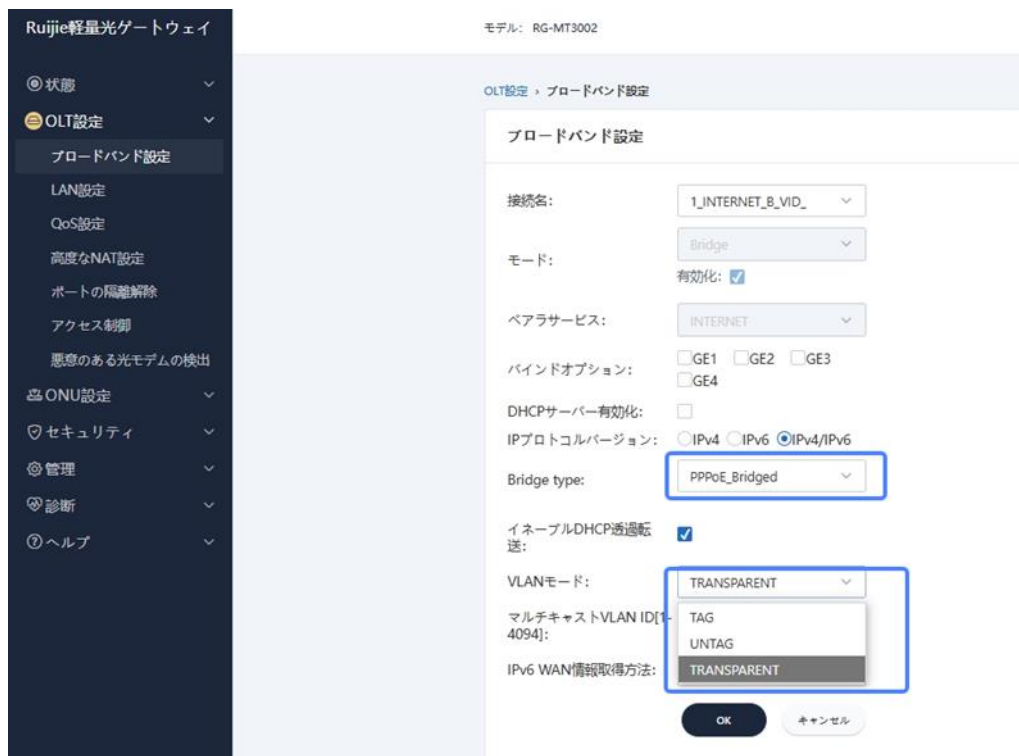 Ruijie軽量光ゲートウェイ
モデル: RG-MT3002
状態
OLT設定
ブロードバンド設定
LAN設定
QoS設定
高度なNAT設定
ポートの隔離解除
アクセス制御
悪意のある光モデムの検出
ONU設定
セキュリティ
管理
診断
ヘルプ
OLT設定 › ブロードバンド設定
ブロードバンド設定
接続名: 1_INTERNET_B_VID_
モード: Bridge
有効化:
ベアラサービス: INTERNET
バインドオプション: GE1 GE2 GE3
GE4
DHCPサーバー有効化:
IPプロトコルバージョン: IPv4 IPv6 IPv4/IPv6
Bridge type: PPPoE_Bridged
イネーブルDHCP透過転
送:
VLANモード: TRANSPARENT
マルチキャストVLAN ID[1-
4094]:
TAG
UNTAG
IPv6 WAN情報取得方法: TRANSPARENT
OK キャンセル